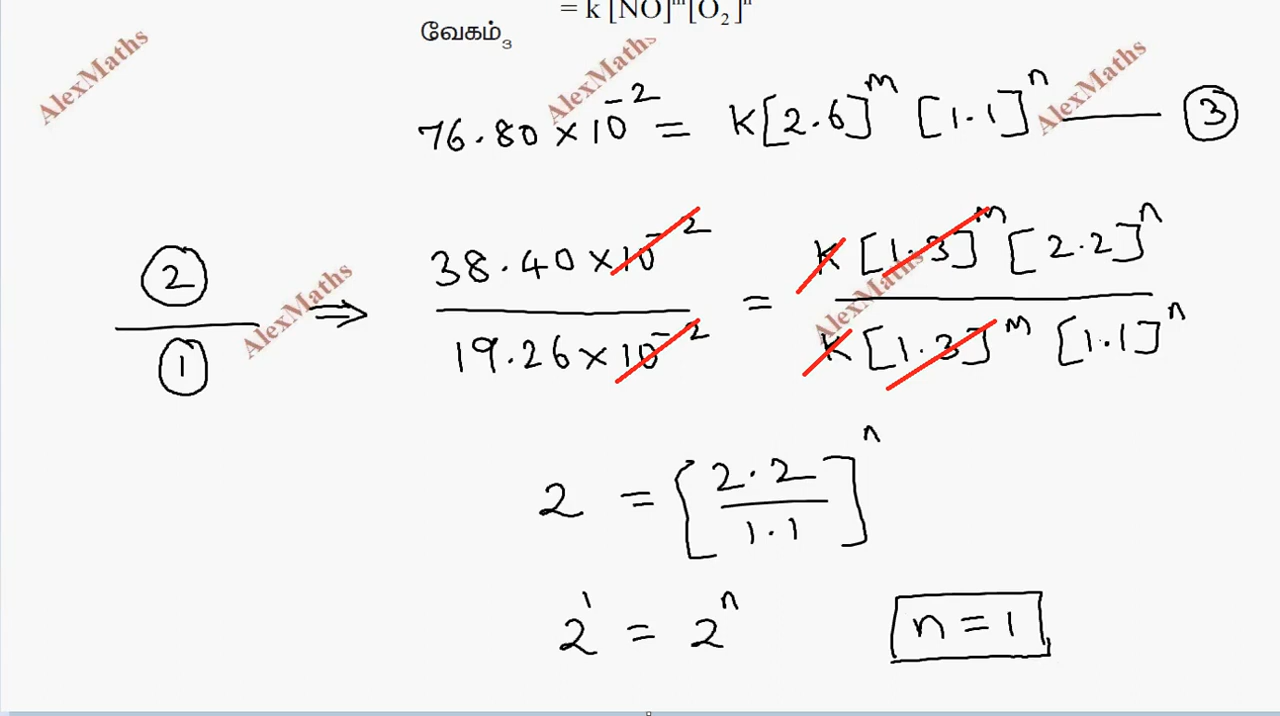 = k [NO]ᵐ[O₂]ⁿ
வேகம்₃
AlexMaths AlexMaths AlexMaths
76.80 × 10⁻² = K[2.6]ᵐ [1.1]ⁿ —— ③
② / ① ⇒ 38.40 × 10⁻² / 19.26 × 10⁻² = K [1.3]ᵐ [2.2]ⁿ / K [1.3]ᵐ [1.1]ⁿ
AlexMaths AlexMaths
2 = [2.2 / 1.1]ⁿ
2¹ = 2ⁿ n = 1